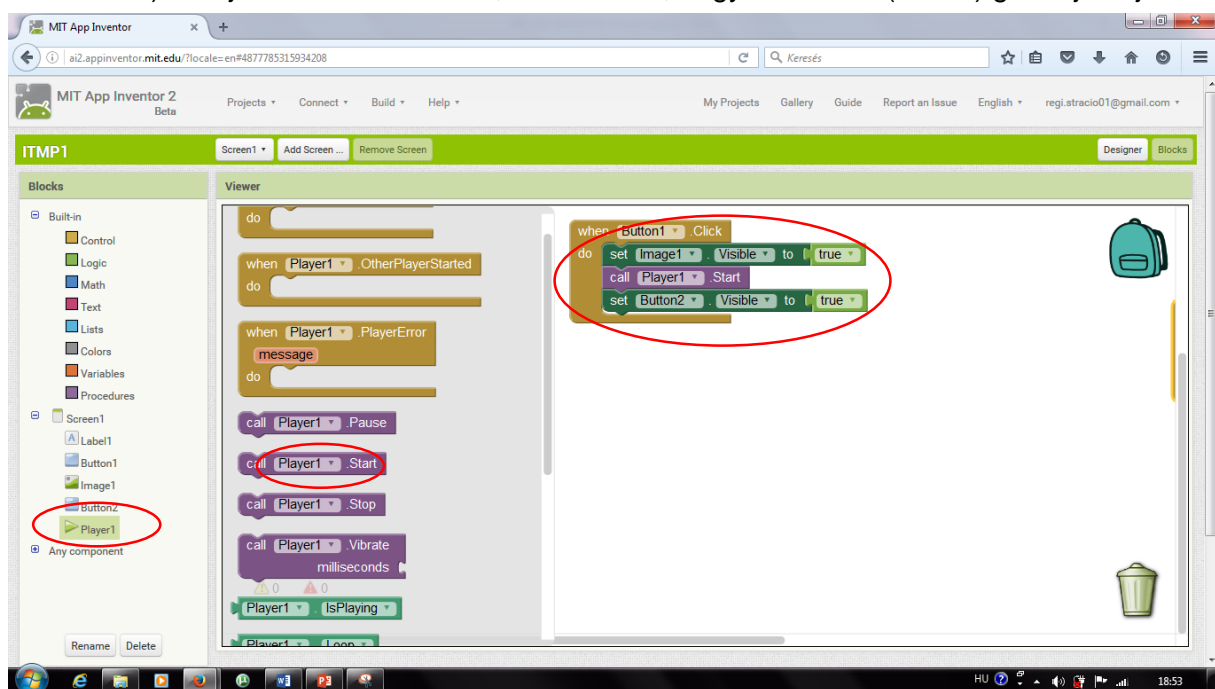 MIT App Inventor
ai2.appinventor.mit.edu/?locale=en#4877785315934208
Keresés
MIT App Inventor 2
Beta
Projects Connect Build Help
My Projects Gallery Guide Report an Issue English regi.stracio01@gmail.com
ITMP1
Screen1 Add Screen ... Remove Screen
Designer Blocks
Blocks
Viewer
Built-in
Control
Logic
Math
Text
Lists
Colors
Variables
Procedures
Screen1
Label1
Button1
Image1
Button2
Player1
Any component
Rename Delete
do
when Player1 .OtherPlayerStarted
do
when Player1 .PlayerError
message
do
call Player1 .Pause
call Player1 .Start
call Player1 .Stop
call Player1 .Vibrate
milliseconds
0 0
Player1 . IsPlaying
Player1 . Loop
when Button1 .Click
do set Image1 . Visible to true
call Player1 .Start
set Button2 . Visible to true
HU
18:53